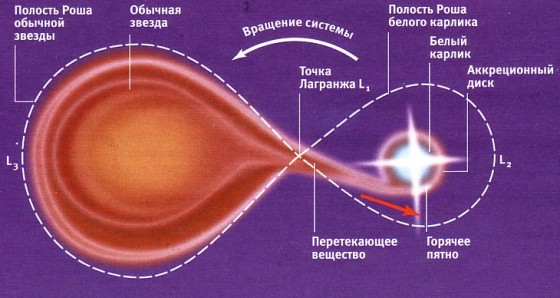 Полость Роша
обычной
звезды
Обычная
звезда
Вращение системы
Полость Роша
белого карлика
Белый
карлик
Точка
Лагранжа L₁
Аккреционный
диск
L₃
L₂
Перетекающее
вещество
Горячее
пятно